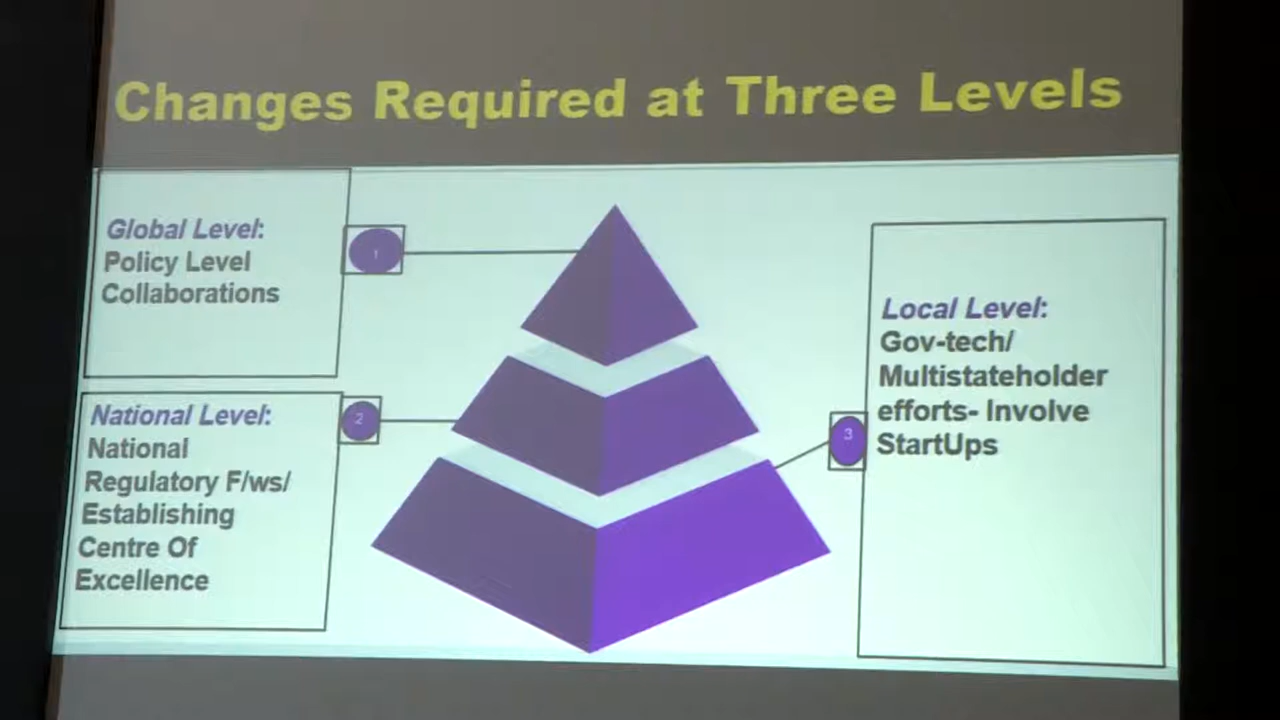 Changes Required at Three Levels
Global Level:
Policy Level
Collaborations
1
National Level:
National
Regulatory F/ws/
Establishing
Centre Of
Excellence
2
Local Level:
Gov-tech/
Multistateholder
efforts- Involve
StartUps
3